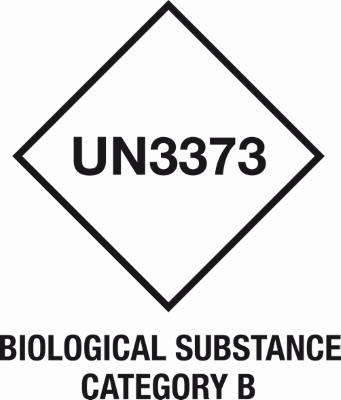 UN3373
BIOLOGICAL SUBSTANCE
CATEGORY B